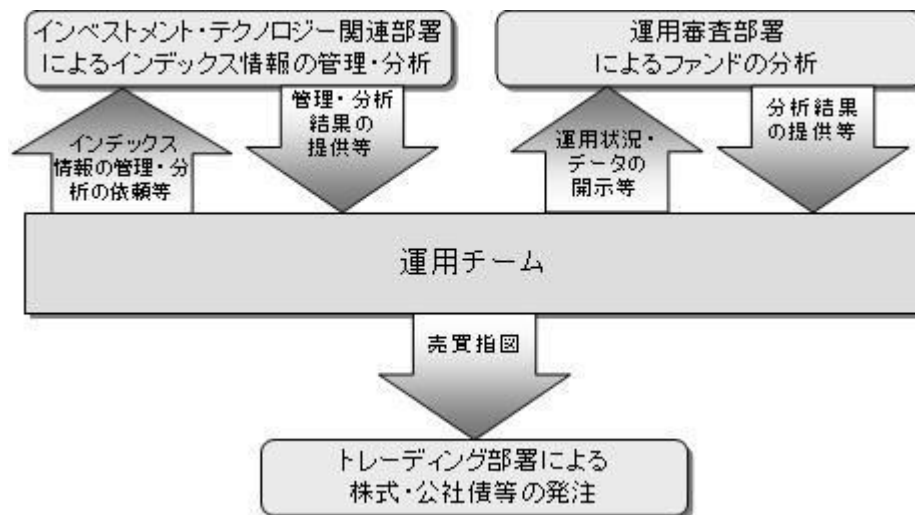 インベストメント・テクノロジー関連部署
によるインデックス情報の管理・分析
運用審査部署
によるファンドの分析
インデックス
情報の管理・分
析の依頼等
管理・分析
結果の
提供等
運用状況・
データの
開示等
分析結果
の提供等
運用チーム
売買指図
トレーディング部署による
株式・公社債等の発注